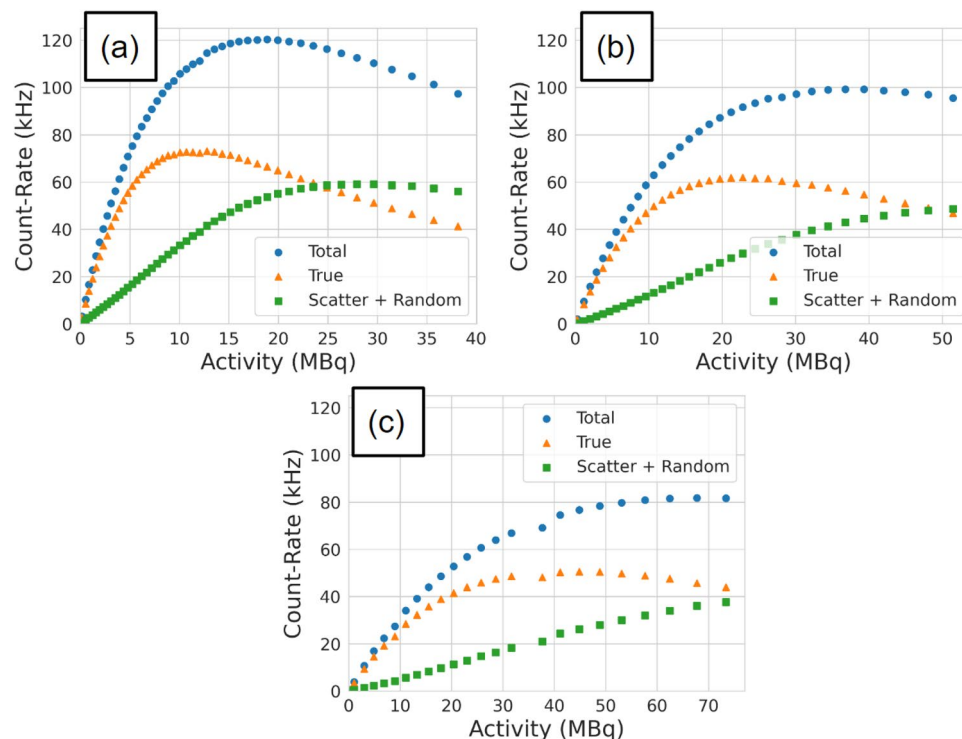 (a)
Count-Rate (kHz)
120
100
80
60
40
20
0
Total
True
Scatter + Random
0 5 10 15 20 25 30 35 40
Activity (MBq)
(b)
Count-Rate (kHz)
120
100
80
60
40
20
0
Total
True
Scatter + Random
0 10 20 30 40 50
Activity (MBq)
(c)
Count-Rate (kHz)
120
100
80
60
40
20
0
Total
True
Scatter + Random
0 10 20 30 40 50 60 70
Activity (MBq)